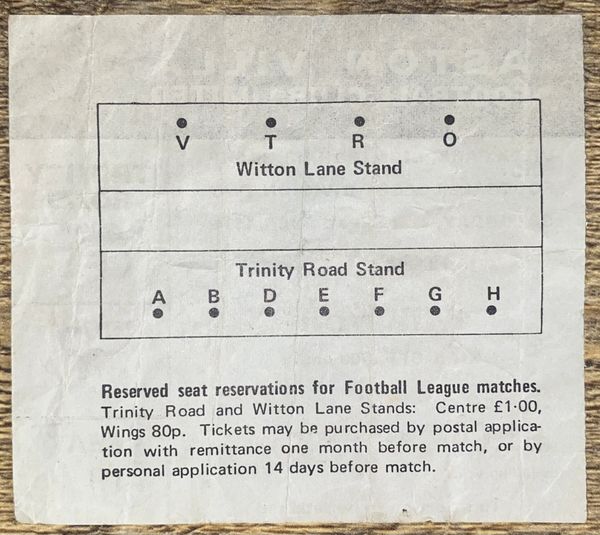 V T R O
Witton Lane Stand
Trinity Road Stand
A B D E F G H
Reserved seat reservations for Football League matches.
Trinity Road and Witton Lane Stands: Centre £1·00,
Wings 80p. Tickets may be purchased by postal applica-
tion with remittance one month before match, or by
personal application 14 days before match.